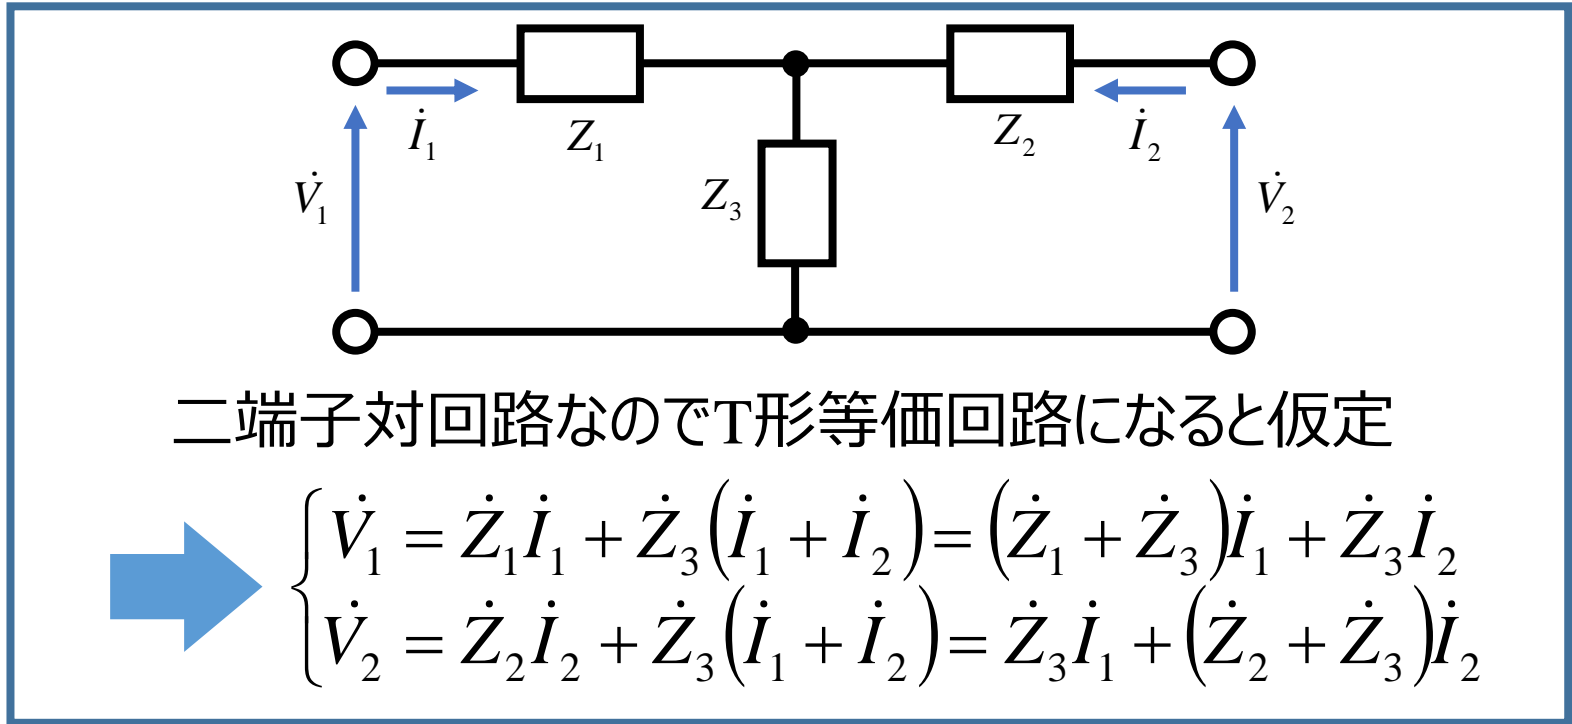 İ₁ Z₁ Z₂ İ₂
V̇₁ Z₃ V̇₂
二端子対回路なのでT形等価回路になると仮定
V̇₁ = Ż₁İ₁ + Ż₃(İ₁ + İ₂) = (Ż₁ + Ż₃)İ₁ + Ż₃İ₂
V̇₂ = Ż₂İ₂ + Ż₃(İ₁ + İ₂) = Ż₃İ₁ + (Ż₂ + Ż₃)İ₂